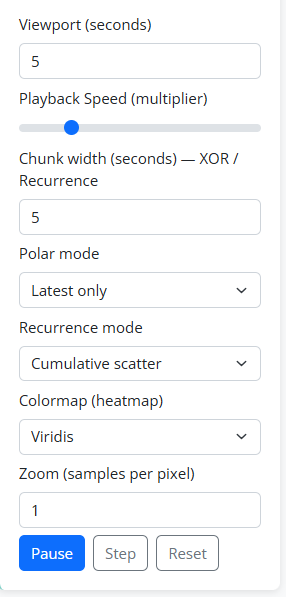 Viewport (seconds)
5
Playback Speed (multiplier)
Chunk width (seconds) — XOR /
Recurrence
5
Polar mode
Latest only
Recurrence mode
Cumulative scatter
Colormap (heatmap)
Viridis
Zoom (samples per pixel)
1
Pause Step Reset